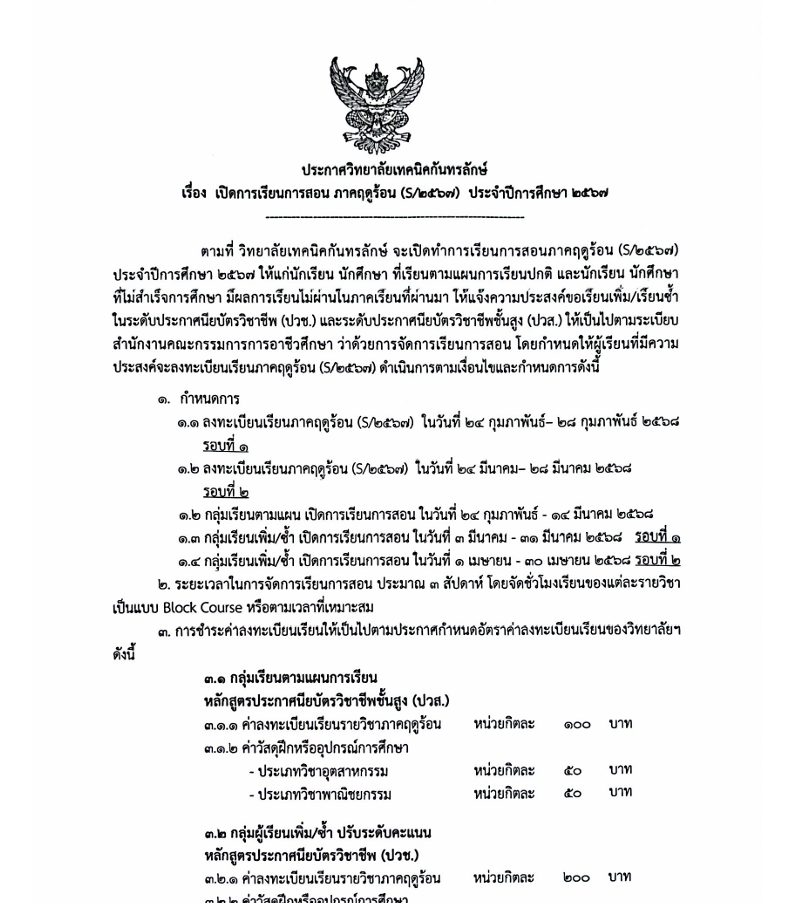 ประกาศวิทยาลัยเทคนิคกันทรลักษ์
เรื่อง เปิดการเรียนการสอน ภาคฤดูร้อน (S/๒๕๖๗) ประจำปีการศึกษา ๒๕๖๗
ตามที่ วิทยาลัยเทคนิคกันทรลักษ์ จะเปิดทำการเรียนการสอนภาคฤดูร้อน (S/๒๕๖๗)
ประจำปีการศึกษา ๒๕๖๗ ให้แก่นักเรียน นักศึกษา ที่เรียนตามแผนการเรียนปกติ และนักเรียน นักศึกษา
ที่ไม่สำเร็จการศึกษา มีผลการเรียนไม่ผ่านในภาคเรียนที่ผ่านมา ให้แจ้งความประสงค์ขอเรียนเพิ่ม/เรียนซ้ำ
ในระดับประกาศนียบัตรวิชาชีพ (ปวช.) และระดับประกาศนียบัตรวิชาชีพชั้นสูง (ปวส.) ให้เป็นไปตามระเบียบ
สำนักงานคณะกรรมการการอาชีวศึกษา ว่าด้วยการจัดการเรียนการสอน โดยกำหนดให้ผู้เรียนที่มีความ
ประสงค์จะลงทะเบียนเรียนภาคฤดูร้อน (S/๒๕๖๗) ดำเนินการตามเงื่อนไขและกำหนดการดังนี้
๑. กำหนดการ
๑.๑ ลงทะเบียนเรียนภาคฤดูร้อน (S/๒๕๖๗) ในวันที่ ๒๔ กุมภาพันธ์– ๒๘ กุมภาพันธ์ ๒๕๖๘
รอบที่ ๑
๑.๒ ลงทะเบียนเรียนภาคฤดูร้อน (S/๒๕๖๗) ในวันที่ ๒๔ มีนาคม– ๒๘ มีนาคม ๒๕๖๘
รอบที่ ๒
๑.๒ กลุ่มเรียนตามแผน เปิดการเรียนการสอน ในวันที่ ๒๔ กุมภาพันธ์ - ๑๔ มีนาคม ๒๕๖๘
๑.๓ กลุ่มเรียนเพิ่ม/ซ้ำ เปิดการเรียนการสอน ในวันที่ ๓ มีนาคม - ๓๑ มีนาคม ๒๕๖๘ รอบที่ ๑
๑.๔ กลุ่มเรียนเพิ่ม/ซ้ำ เปิดการเรียนการสอน ในวันที่ ๑ เมษายน - ๓๐ เมษายน ๒๕๖๘ รอบที่ ๒
๒. ระยะเวลาในการจัดการเรียนการสอน ประมาณ ๓ สัปดาห์ โดยจัดชั่วโมงเรียนของแต่ละรายวิชา
เป็นแบบ Block Course หรือตามเวลาที่เหมาะสม
๓. การชำระค่าลงทะเบียนเรียนให้เป็นไปตามประกาศกำหนดอัตราค่าลงทะเบียนเรียนของวิทยาลัยฯ
ดังนี้
๓.๑ กลุ่มเรียนตามแผนการเรียน
หลักสูตรประกาศนียบัตรวิชาชีพชั้นสูง (ปวส.)
๓.๑.๑ ค่าลงทะเบียนเรียนรายวิชาภาคฤดูร้อน หน่วยกิตละ ๑๐๐ บาท
๓.๑.๒ ค่าวัสดุฝึกหรืออุปกรณ์การศึกษา
- ประเภทวิชาอุตสาหกรรม หน่วยกิตละ ๕๐ บาท
- ประเภทวิชาพาณิชยกรรม หน่วยกิตละ ๕๐ บาท
๓.๒ กลุ่มผู้เรียนเพิ่ม/ซ้ำ ปรับระดับคะแนน
หลักสูตรประกาศนียบัตรวิชาชีพ (ปวช.)
๓.๒.๑ ค่าลงทะเบียนเรียนรายวิชาภาคฤดูร้อน หน่วยกิตละ ๒๐๐ บาท
๓.๒.๒ ค่าวัสดุฝึกหรืออุปกรณ์การศึกษา